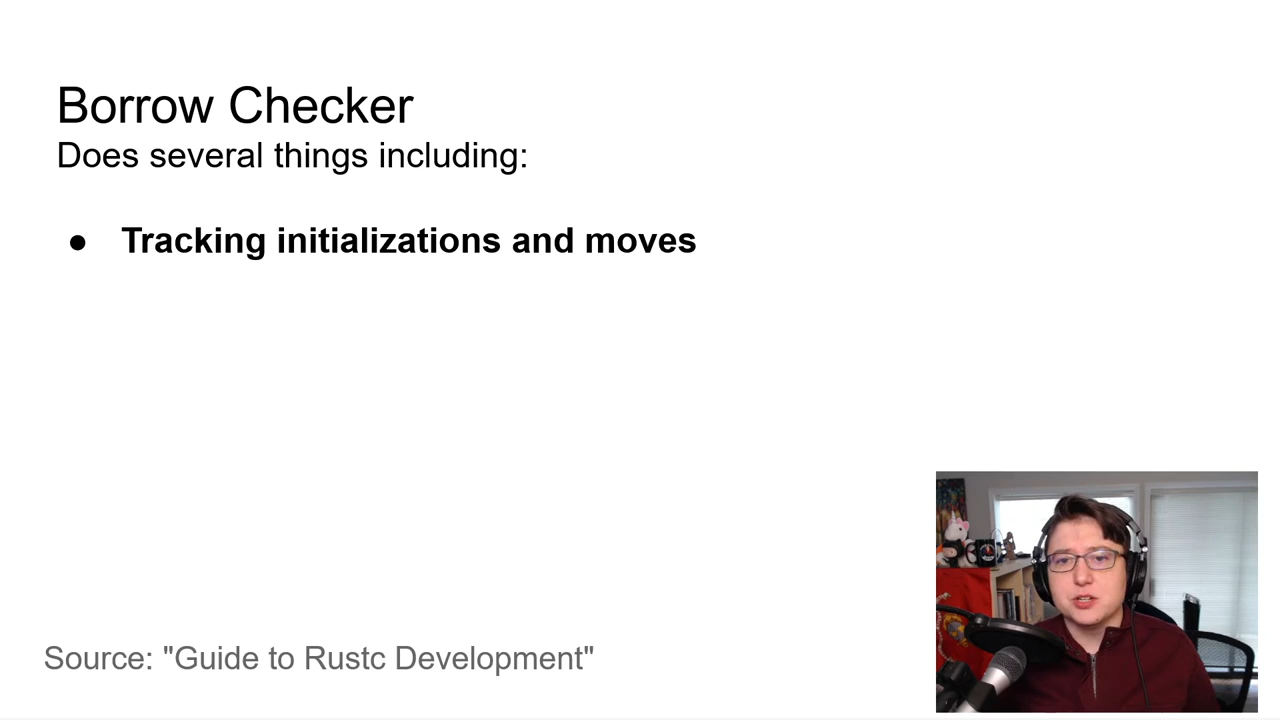 Borrow Checker
Does several things including:
● Tracking initializations and moves
Source: "Guide to Rustc Development"